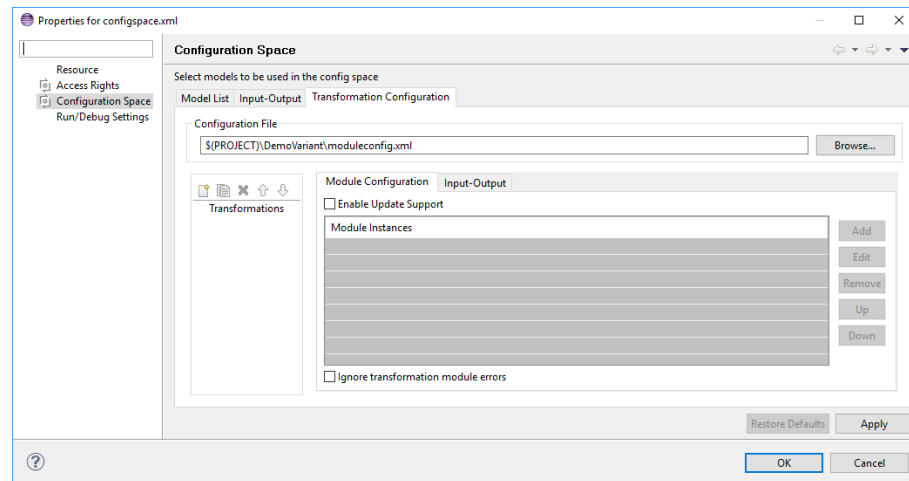 Properties for configspace.xml
Resource
Access Rights
Configuration Space
Run/Debug Settings
Configuration Space
Select models to be used in the config space
Model List Input-Output Transformation Configuration
Configuration File
$(PROJECT)\DemoVariant\moduleconfig.xml
Browse...
Transformations
Module Configuration Input-Output
Enable Update Support
Module Instances
Add
Edit
Remove
Up
Down
Ignore transformation module errors
Restore Defaults Apply
?
OK Cancel